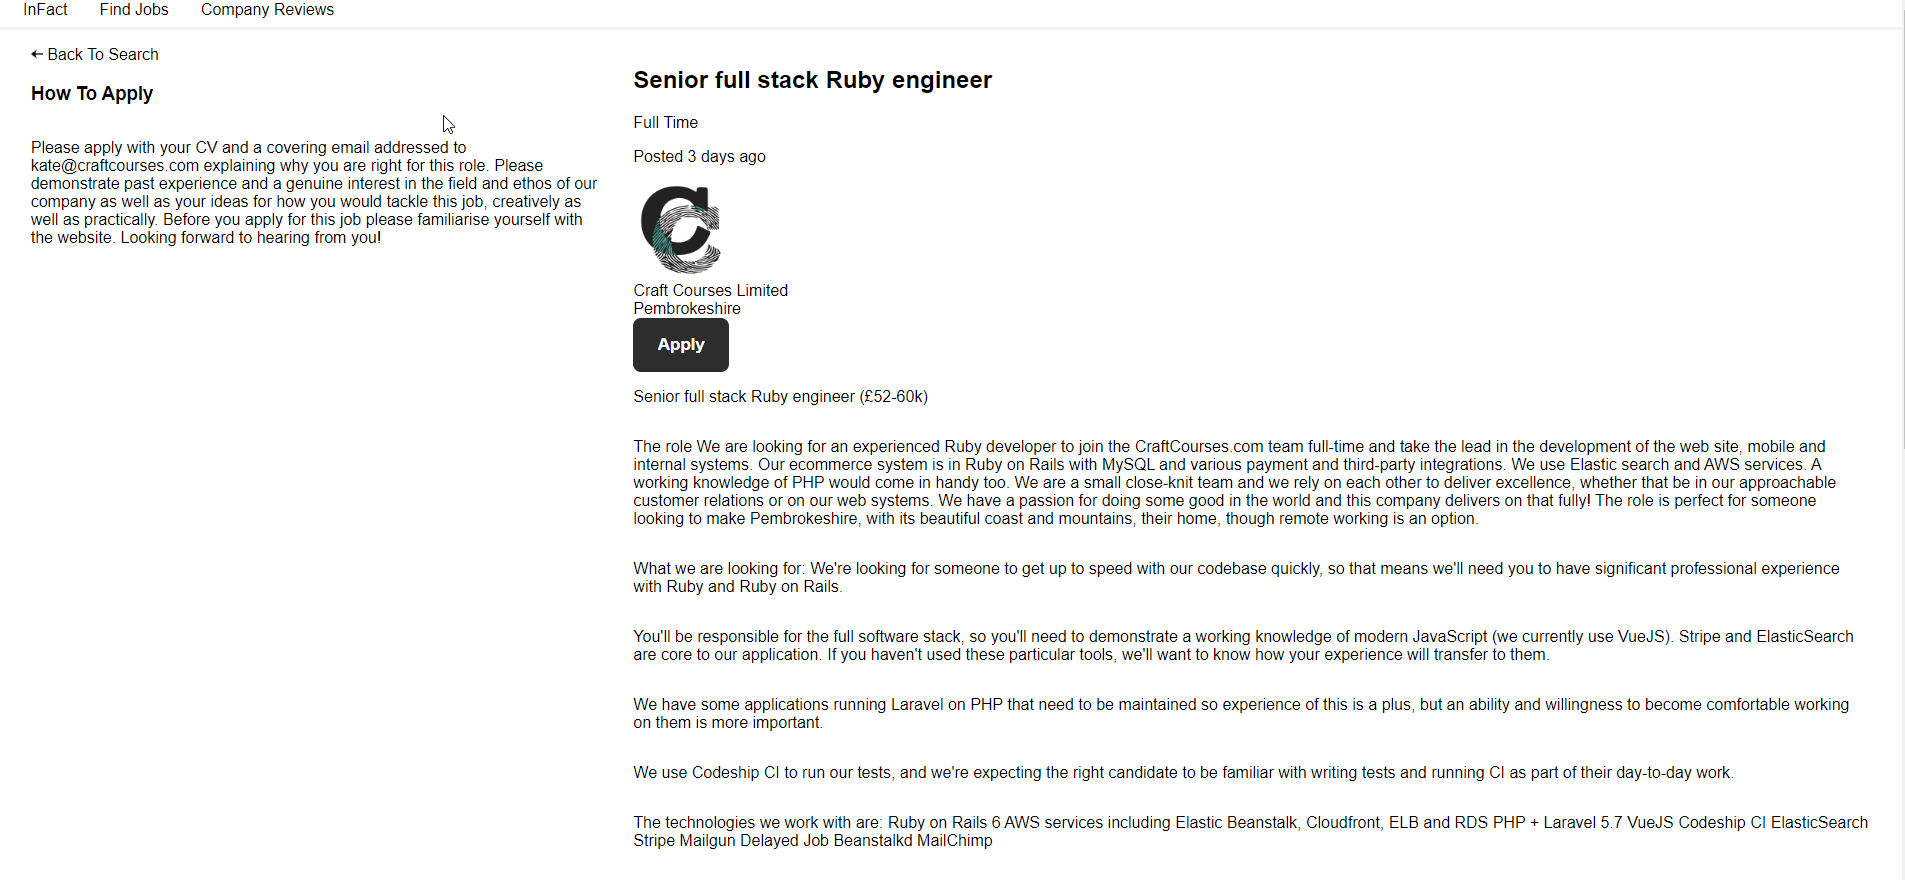 InFact Find Jobs Company Reviews
← Back To Search
How To Apply
Please apply with your CV and a covering email addressed to
kate@craftcourses.com explaining why you are right for this role. Please
demonstrate past experience and a genuine interest in the field and ethos of our
company as well as your ideas for how you would tackle this job, creatively as
well as practically. Before you apply for this job please familiarise yourself with
the website. Looking forward to hearing from you!
Senior full stack Ruby engineer
Full Time
Posted 3 days ago
Craft Courses Limited
Pembrokeshire
Apply
Senior full stack Ruby engineer (£52-60k)
The role We are looking for an experienced Ruby developer to join the CraftCourses.com team full-time and take the lead in the development of the web site, mobile and
internal systems. Our ecommerce system is in Ruby on Rails with MySQL and various payment and third-party integrations. We use Elastic search and AWS services. A
working knowledge of PHP would come in handy too. We are a small close-knit team and we rely on each other to deliver excellence, whether that be in our approachable
customer relations or on our web systems. We have a passion for doing some good in the world and this company delivers on that fully! The role is perfect for someone
looking to make Pembrokeshire, with its beautiful coast and mountains, their home, though remote working is an option.
What we are looking for: We're looking for someone to get up to speed with our codebase quickly, so that means we'll need you to have significant professional experience
with Ruby and Ruby on Rails.
You'll be responsible for the full software stack, so you'll need to demonstrate a working knowledge of modern JavaScript (we currently use VueJS). Stripe and ElasticSearch
are core to our application. If you haven't used these particular tools, we'll want to know how your experience will transfer to them.
We have some applications running Laravel on PHP that need to be maintained so experience of this is a plus, but an ability and willingness to become comfortable working
on them is more important.
We use Codeship CI to run our tests, and we're expecting the right candidate to be familiar with writing tests and running CI as part of their day-to-day work.
The technologies we work with are: Ruby on Rails 6 AWS services including Elastic Beanstalk, Cloudfront, ELB and RDS PHP + Laravel 5.7 VueJS Codeship CI ElasticSearch
Stripe Mailgun Delayed Job Beanstalkd MailChimp